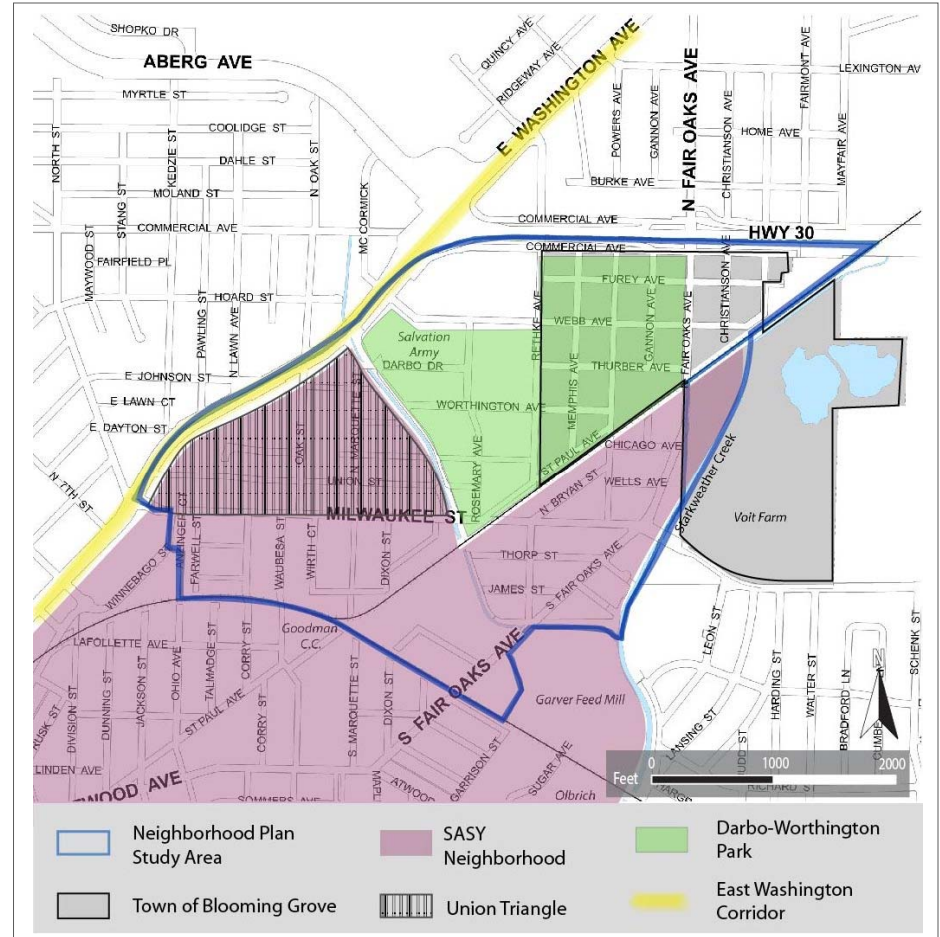 SHOPKO DR
ABERG AVE
QUINCY AVE
RIDGEWAY AVE
E WASHINGTON AVE
N FAIR OAKS AVE
LEXINGTON AV
FAIRMONT AVE
MYRTLE ST
POWERS AVE
GANNON AVE
CHRISTIANSON AVE
HOME AVE
MAYFAIR AVE
NORTH ST
COOLIDGE ST
KEDZIE ST
DAHLE ST
N OAK ST
STANG ST
MOLAND ST
MC CORMICK
BURKE AVE
COMMERCIAL AVE
COMMERCIAL AVE
HWY 30
COMMERCIAL AVE
MAYWOOD ST
FAIRFIELD PL
HOARD ST
PAWLING ST
N LAWN AVE
FUREY AVE
WEBB AVE
RETHKE AVE
GANNON AVE
N FAIR OAKS AVE
CHRISTIANSON AVE
Salvation
Army
DARBO DR
THURBER AVE
MEMPHIS AVE
E JOHNSON ST
E LAWN CT
E DAYTON ST
WORTHINGTON AVE
N 7TH ST
OAK ST
N MARQUETTE ST
UNION ST
ROSEMARY AVE
ST PAUL AVE
CHICAGO AVE
WELLS AVE
N BRYAN ST
Starkweather Creek
Voit Farm
MILWAUKEE ST
AMFINGER CT
FARWELL ST
WAUBESA ST
WIRTH CT
DIXON ST
WINNEBAGO ST
THORP ST
JAMES ST
S FAIR OAKS AVE
LAFOLLETTE AVE
Goodman
C.C.
S FAIR OAKS AVE
Garver Feed Mill
RUSK ST
DIVISION ST
DUNNING ST
JACKSON ST
OHIO AVE
TALMADGE ST
CORRY ST
ST PAUL AVE
CORRY ST
S MARQUETTE ST
DIXON ST
LEON ST
HARDING ST
WALTER ST
BRADFORD LN
SCHENK ST
N
LANSING ST
LINDEN AVE
SOMMERS AVE
ATWOOD
GARRISON ST
SUGAR AVE
Olbrich
RICHARD ST
Feet 0 1000 2000
Neighborhood Plan
Study Area
SASY
Neighborhood
Darbo-Worthington
Park
Town of Blooming Grove
Union Triangle
East Washington
Corridor